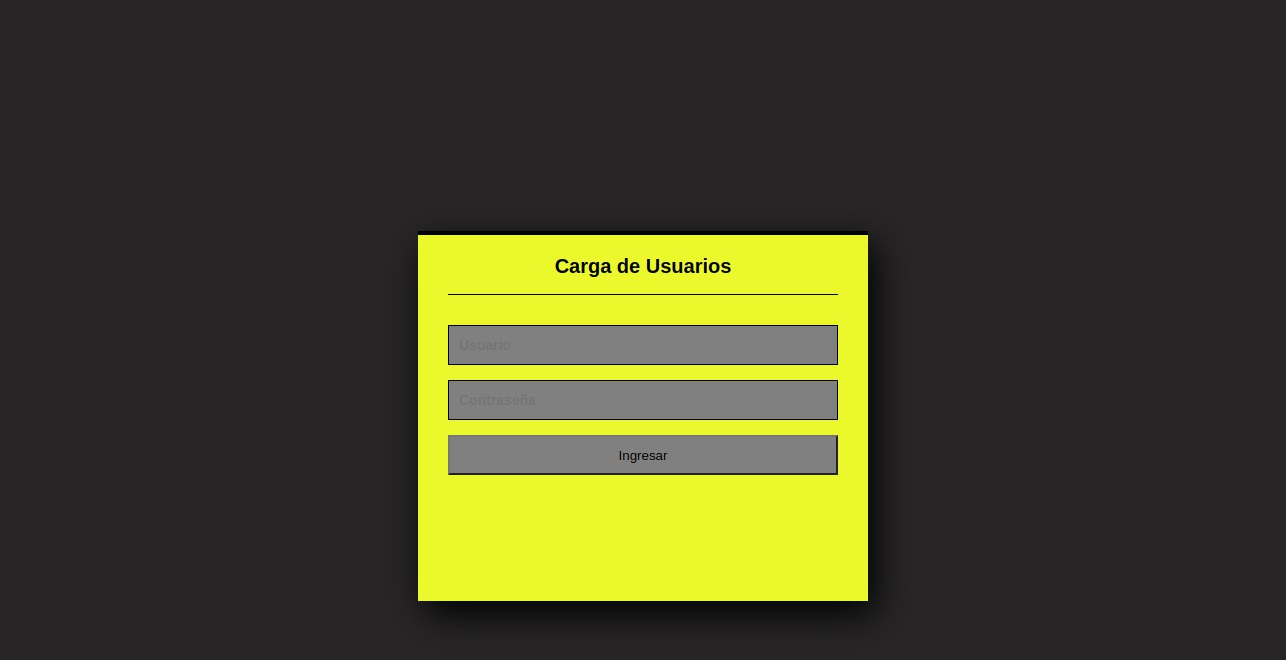 Carga de Usuarios
Usuario
Contraseña
Ingresar